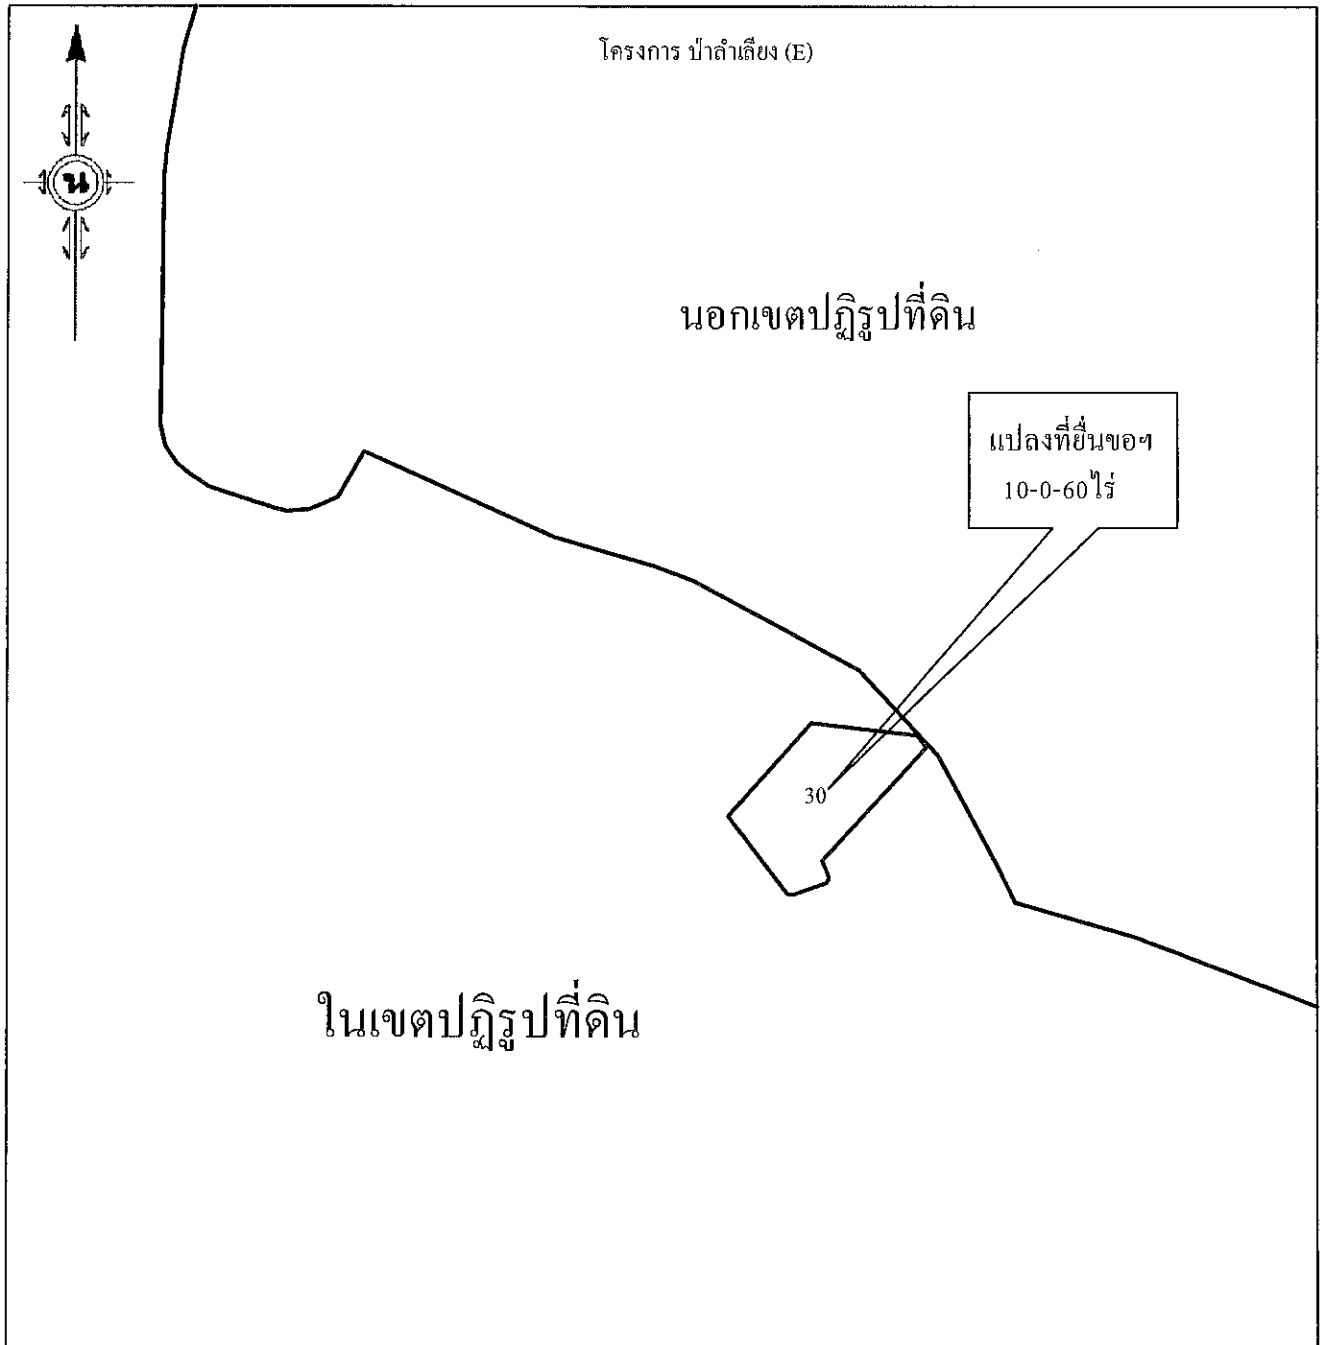 โครงการ ป่าลำเลียง (E)
น
นอกเขตปฏิรูปที่ดิน
แปลงที่ยื่นขอฯ
10-0-60ไร่
30
ในเขตปฏิรูปที่ดิน